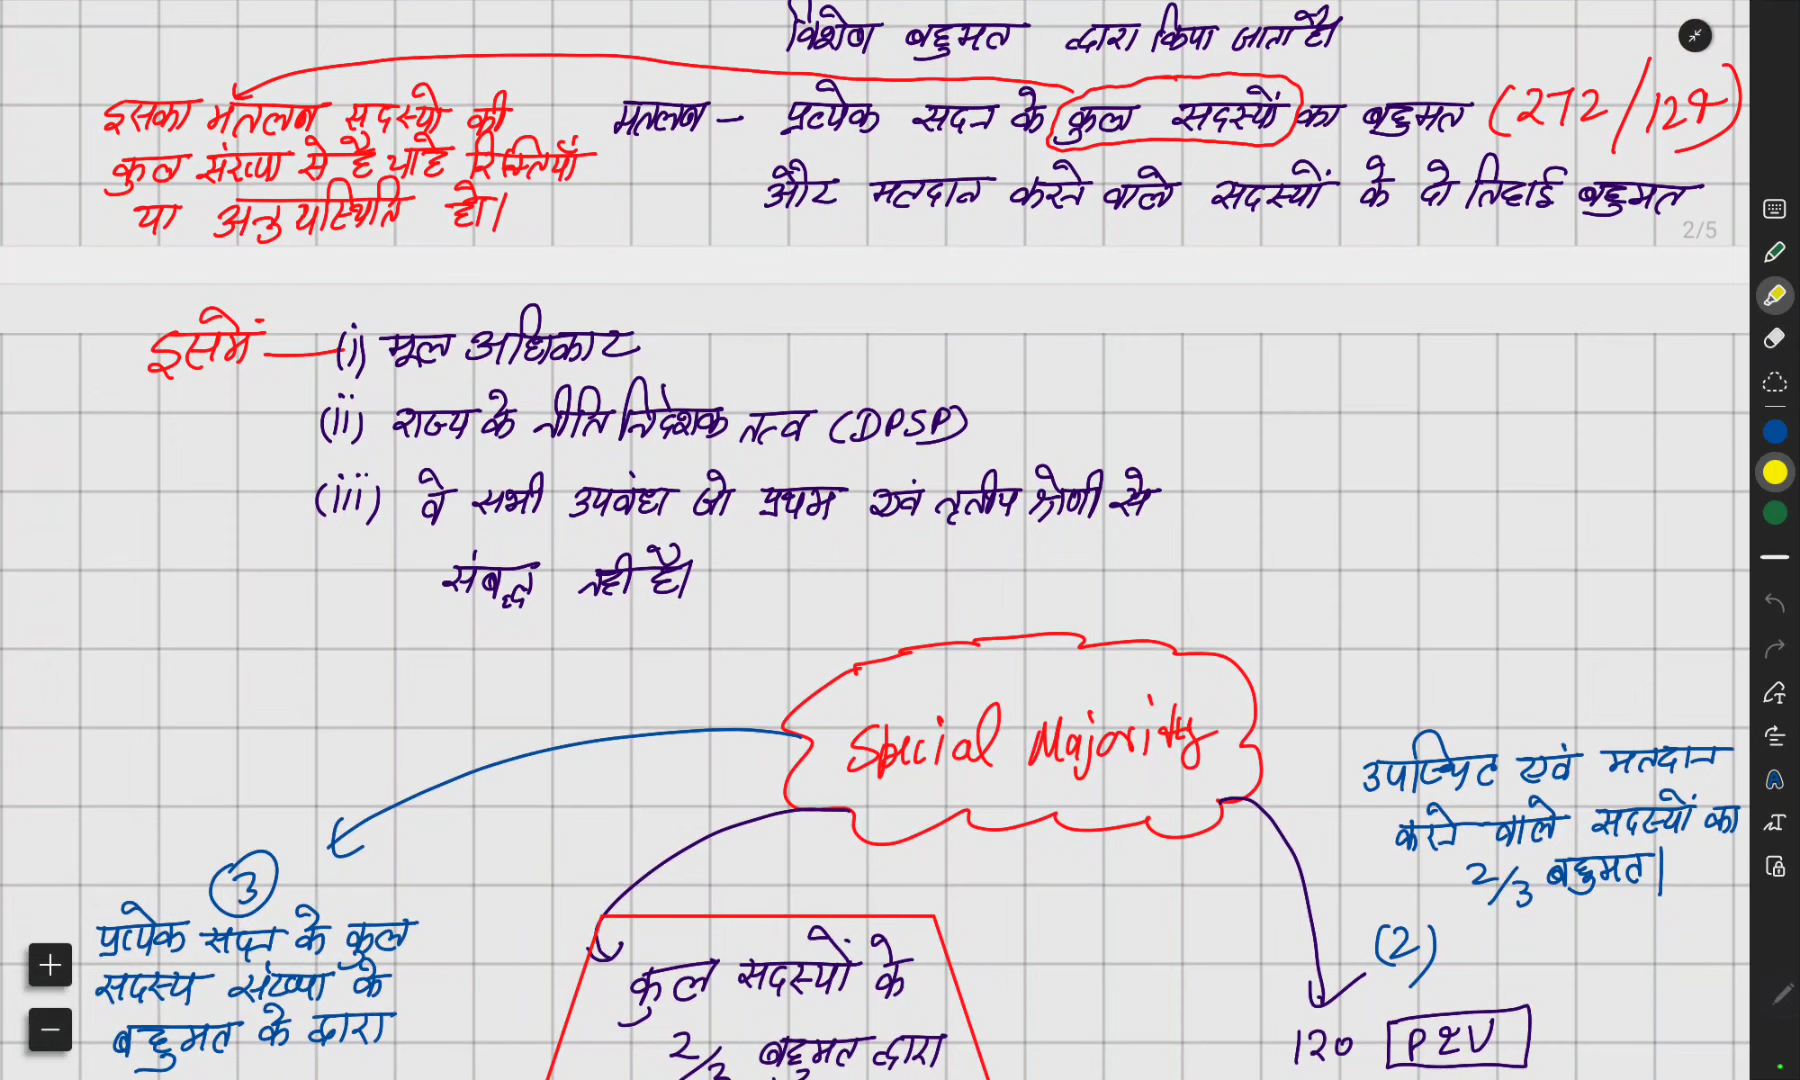 विशेष बहुमत द्वारा किया जाता है।
इसका मतलब सदस्यो की
कुल संख्या से है चाहे रिक्तियाँ
या अनुपस्थिति हो।
मतलब - प्रत्येक सदन के कुल सदस्यों का बहुमत (272/124)
और मतदान करने वाले सदस्यों के दो तिहाई बहुमत
2/5
इसमें — (i) मूल अधिकार
(ii) राज्य के नीति निदेशक तत्व (DPSP)
(iii) वे सभी उपबंध जो प्रथम एवं तृतीय श्रेणी से
संबद्ध नही है।
Special Majority
उपस्थित एवं मतदान
करने वाले सदस्यों का
2/3 बहुमत।
(2)
120 P&V
3
प्रत्येक सदन के कुल
सदस्य संख्या के
बहुमत के द्वारा
कुल सदस्यों के
2/3 बहुमत द्वारा